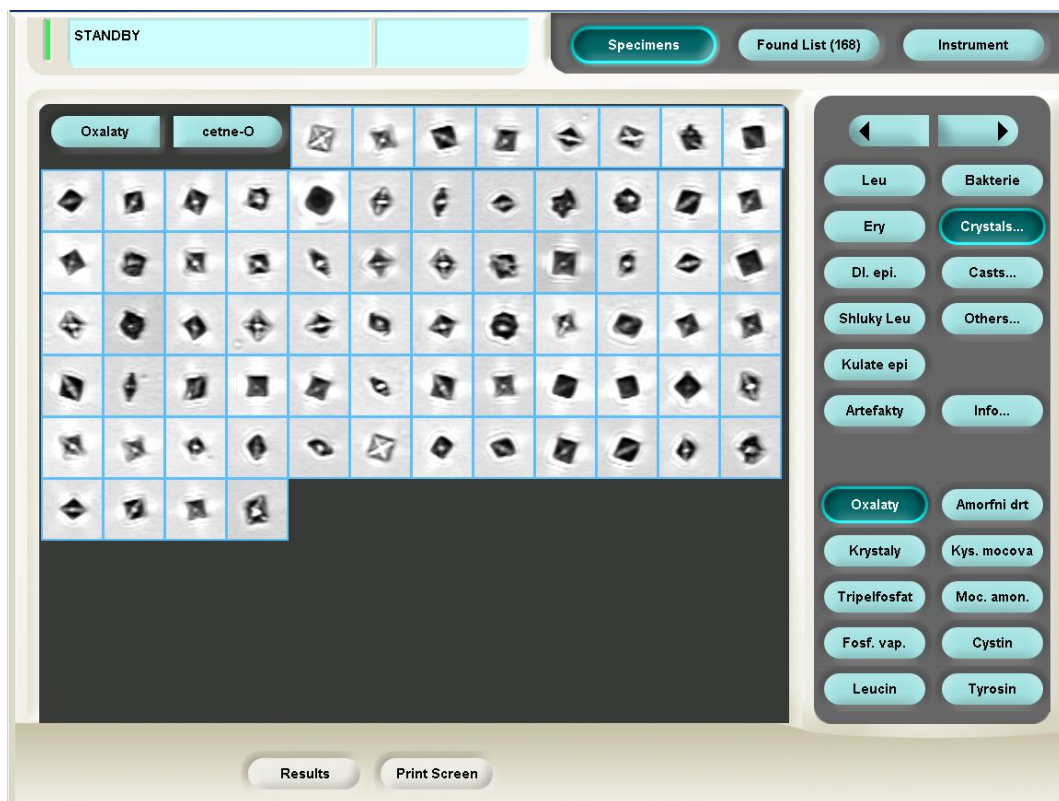 STANDBY
Specimens
Found List (168)
Instrument
Oxalaty
cetne-O
Leu
Bakterie
Ery
Crystals...
Dl. epi.
Casts...
Shluky Leu
Others...
Kulate epi
Artefakty
Info...
Oxalaty
Amorfni drt
Krystaly
Kys. mocova
Tripelfosfat
Moc. amon.
Fosf. vap.
Cystin
Leucin
Tyrosin
Results
Print Screen